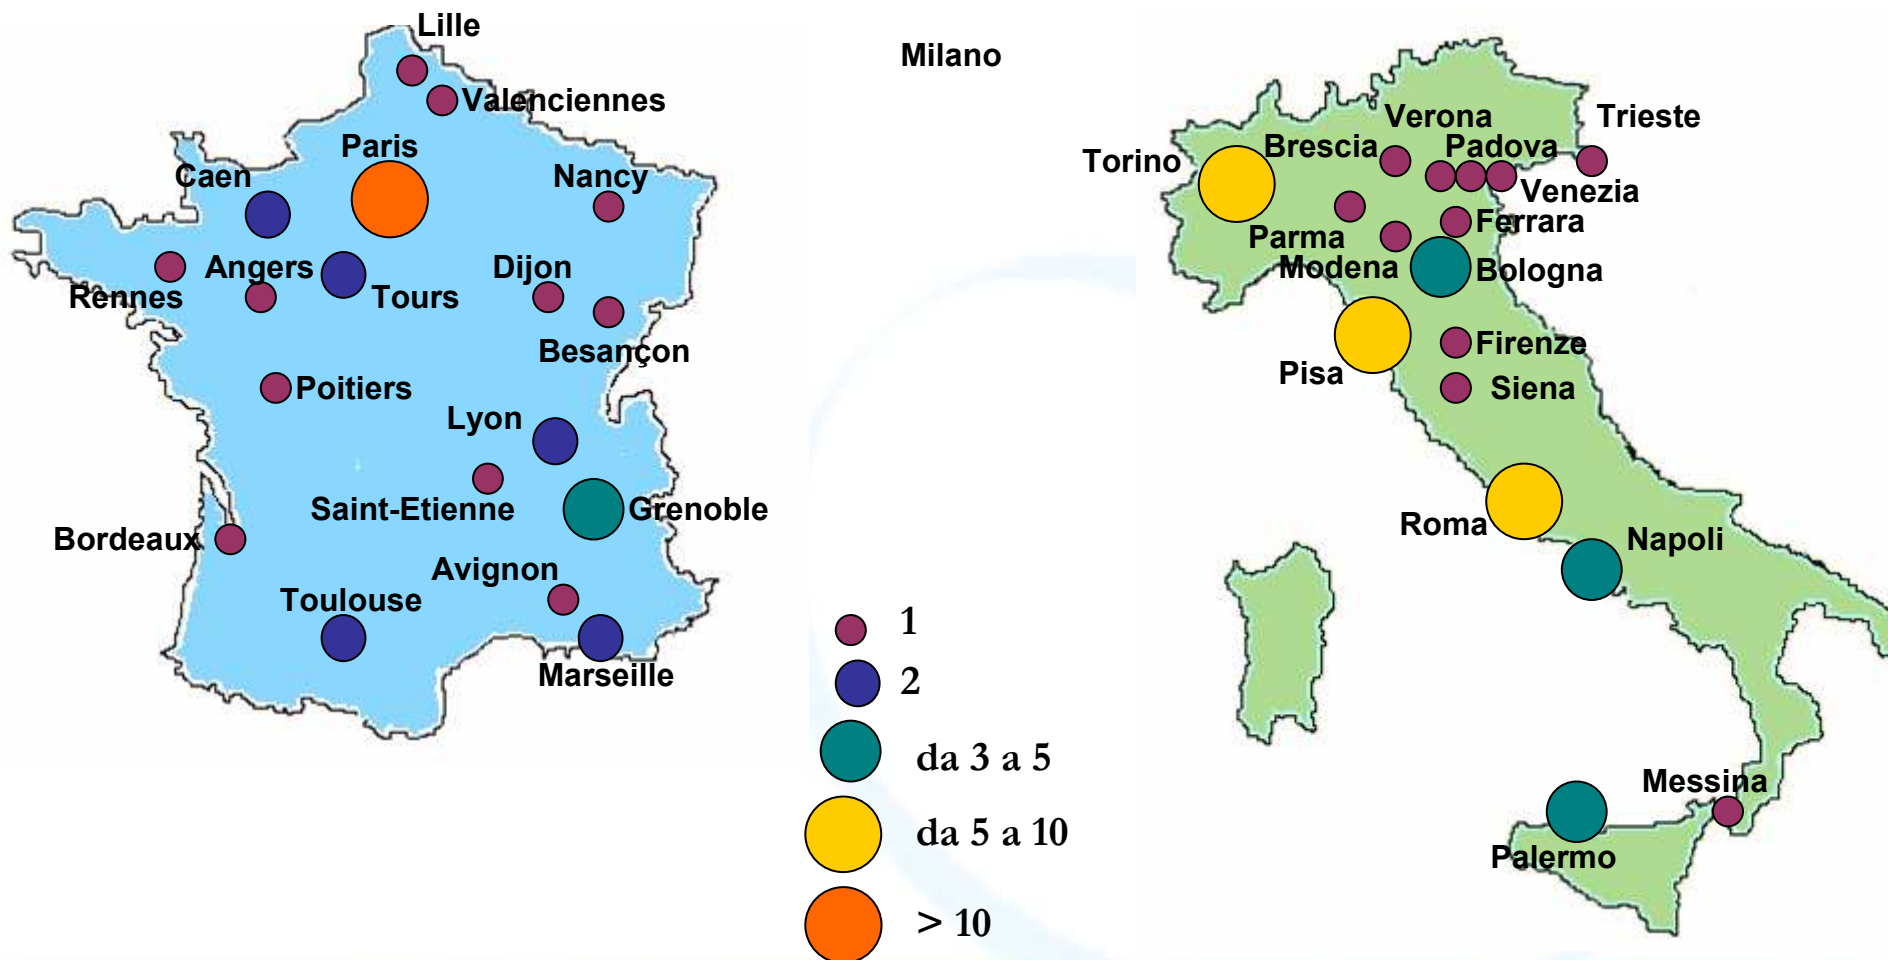 Lille
Valenciennes
Paris
Caen
Nancy
Angers
Dijon
Rennes
Tours
Besançon
Poitiers
Lyon
Saint-Etienne
Grenoble
Bordeaux
Avignon
Toulouse
Marseille
Milano
1
2
da 3 a 5
da 5 a 10
> 10
Verona
Trieste
Torino
Brescia
Padova
Venezia
Ferrara
Parma
Modena
Bologna
Firenze
Pisa
Siena
Roma
Napoli
Messina
Palermo